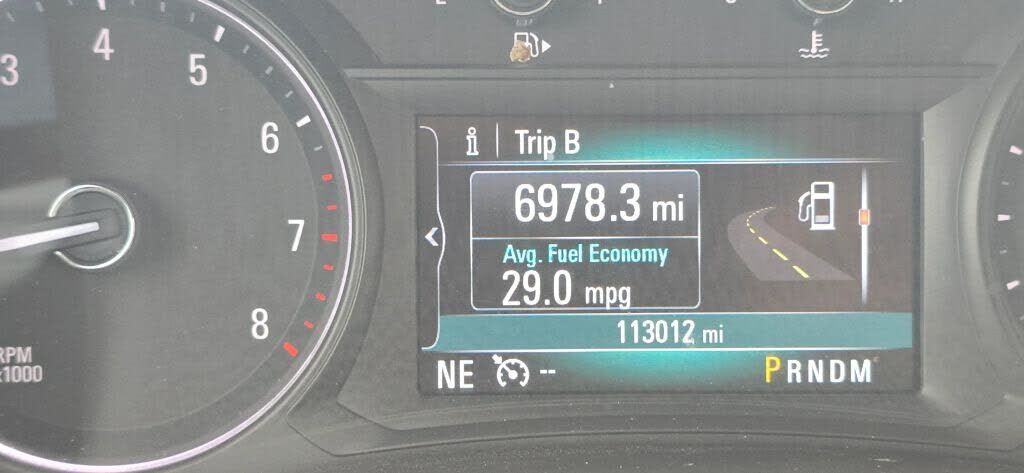 3
4
5
6
7
8
RPM
x1000
i Trip B
6978.3 mi
Avg. Fuel Economy
29.0 mpg
113012 mi
NE --
PRNDM